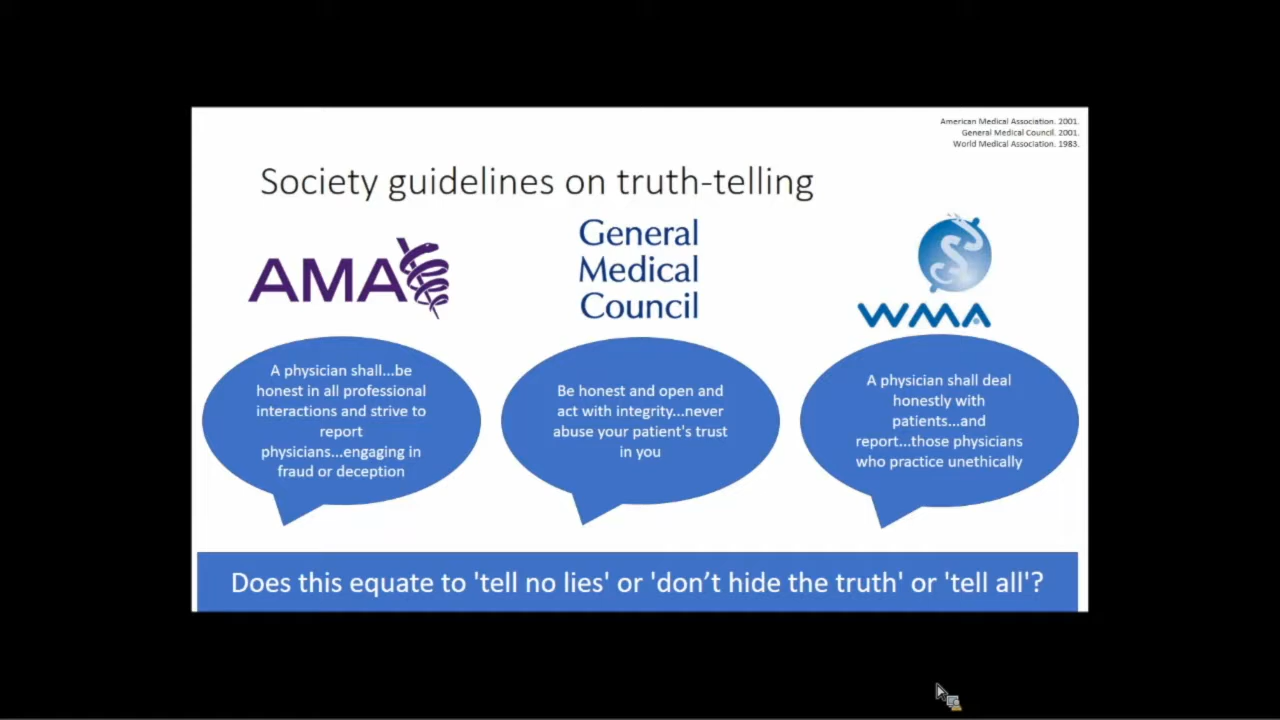 American Medical Association. 2001.
General Medical Council. 2001.
World Medical Association. 1983.
Society guidelines on truth-telling
AMA
General
Medical
Council
WMA
A physician shall...be
honest in all professional
interactions and strive to
report
physicians...engaging in
fraud or deception
Be honest and open and
act with integrity...never
abuse your patient's trust
in you
A physician shall deal
honestly with
patients...and
report...those physicians
who practice unethically
Does this equate to 'tell no lies' or 'don’t hide the truth' or 'tell all'?